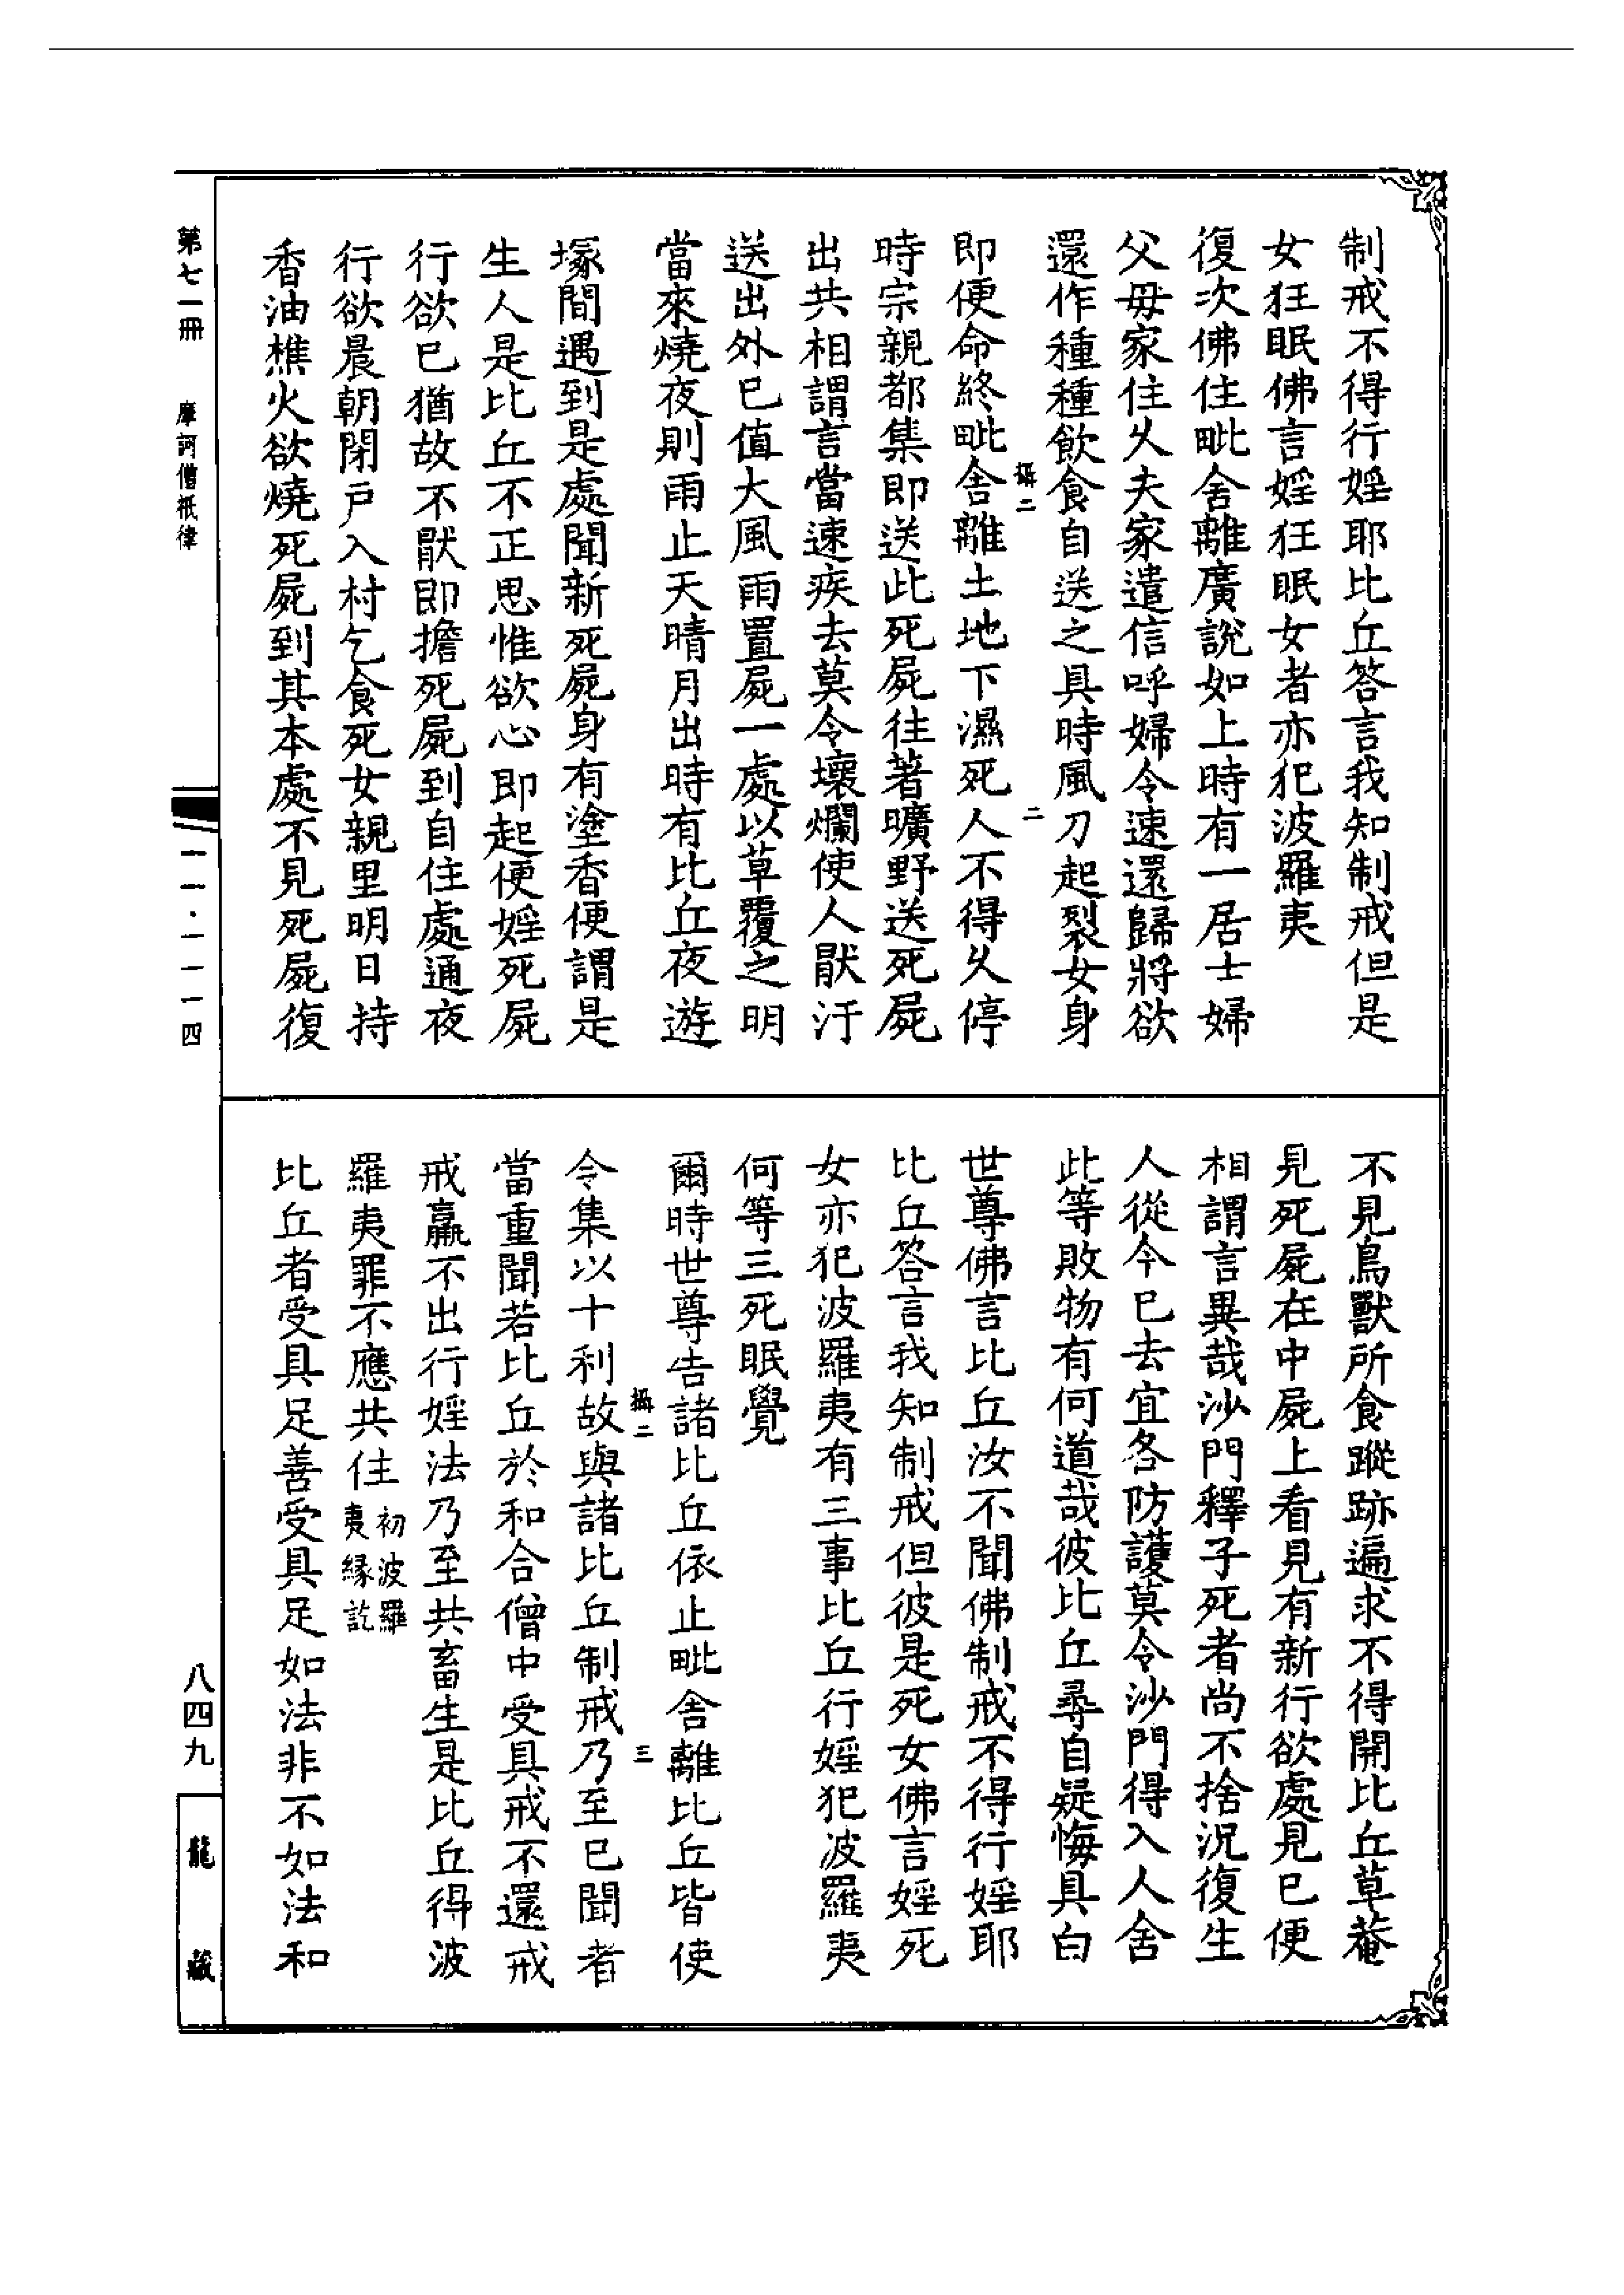 制戒不得行婬耶比丘答言我知制戒但是
女狂眠佛言婬狂眠女者亦犯波羅夷
復次佛住毗舍離廣說如上時有一居士婦
父母家住久夫家遣信呼婦令速還歸將欲
還作種種飲食自送之具時風刀起裂女身
攝二 二
即便命終毗舍離土地下濕死人不得久停
時宗親都集即送此死屍往著曠野送死屍
出共相謂言當速疾去莫令壞爛使人厭汙
送出外已值大風雨置屍一處以草覆之明
當來燒夜則雨止天晴月出時有比丘夜遊
塚間遇到是處聞新死屍身有塗香便謂是
生人是比丘不正思惟欲心即起便婬死屍
行欲已猶故不厭即擔死屍到自住處通夜
行欲晨朝閉戶入村乞食死女親里明日持
香油樵火欲燒死屍到其本處不見死屍復
不見鳥獸所食蹤跡遍求不得開比丘草菴
見死屍在中屍上看見有新行欲處見已便
相謂言異哉沙門釋子死者尚不捨況復生
人從今已去宜各防護莫令沙門得入人舍
此等敗物有何道哉彼比丘尋自疑悔具白
世尊佛言比丘汝不聞佛制戒不得行婬耶
比丘答言我知制戒但彼是死女佛言婬死
女亦犯波羅夷有三事比丘行婬犯波羅夷
何等三死眠覺
爾時世尊告諸比丘依止毗舍離比丘皆使
攝二 三
令集以十利故與諸比丘制戒乃至已聞者
當重聞若比丘於和合僧中受具戒不還戒
戒羸不出行婬法乃至共畜生是比丘得波
羅夷罪不應共住初波羅夷緣訖
比丘者受具足善受具足如法非不如法和
第七一冊 摩訶僧祇律
一一一・一一一四
八四九
龍藏